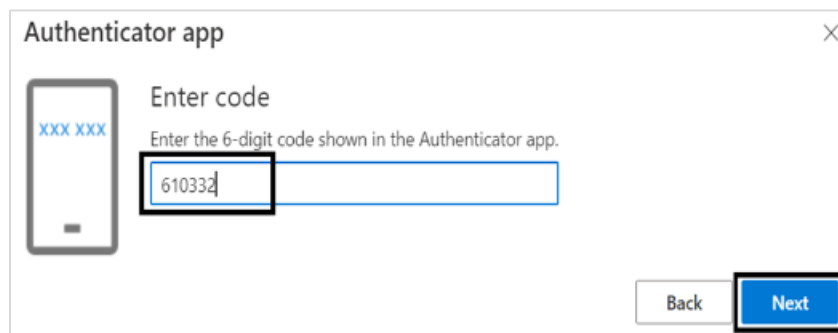 Authenticator app
Enter code
xxx xxx
Enter the 6-digit code shown in the Authenticator app.
610332
Back
Next